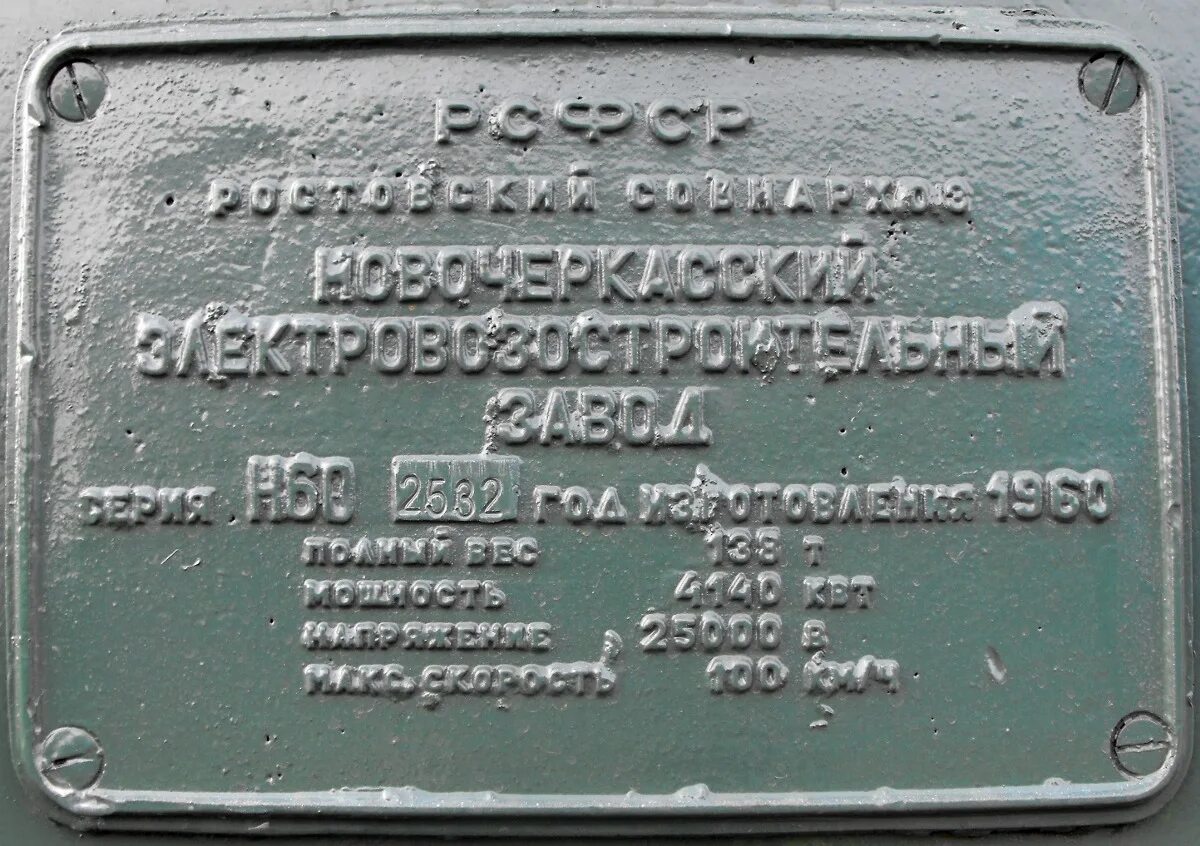 РСФСР
РОСТОВСКИЙ СОВНАРХОЗ
НОВОЧЕРКАССКИЙ
ЭЛЕКТРОВОЗОСТРОИТЕЛЬНЫЙ
ЗАВОД
СЕРИЯ Н60 2532 ГОД ИЗГОТОВЛЕНИЯ 1960
ПОЛНЫЙ ВЕС 138 Т
МОЩНОСТЬ 4140 КВТ
НАПРЯЖЕНИЕ 25000 В
МАКС. СКОРОСТЬ 100 КМ/Ч